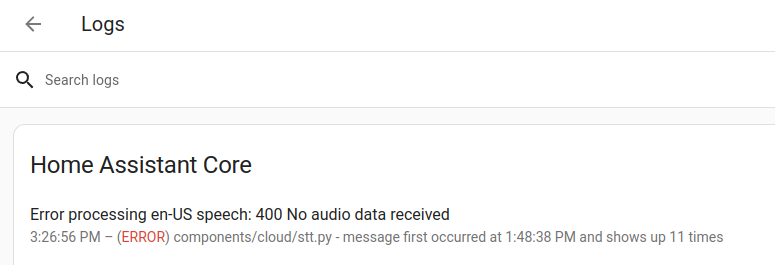 Logs
Search logs
Home Assistant Core
Error processing en-US speech: 400 No audio data received
3:26:56 PM – (ERROR) components/cloud/stt.py - message first occurred at 1:48:38 PM and shows up 11 times